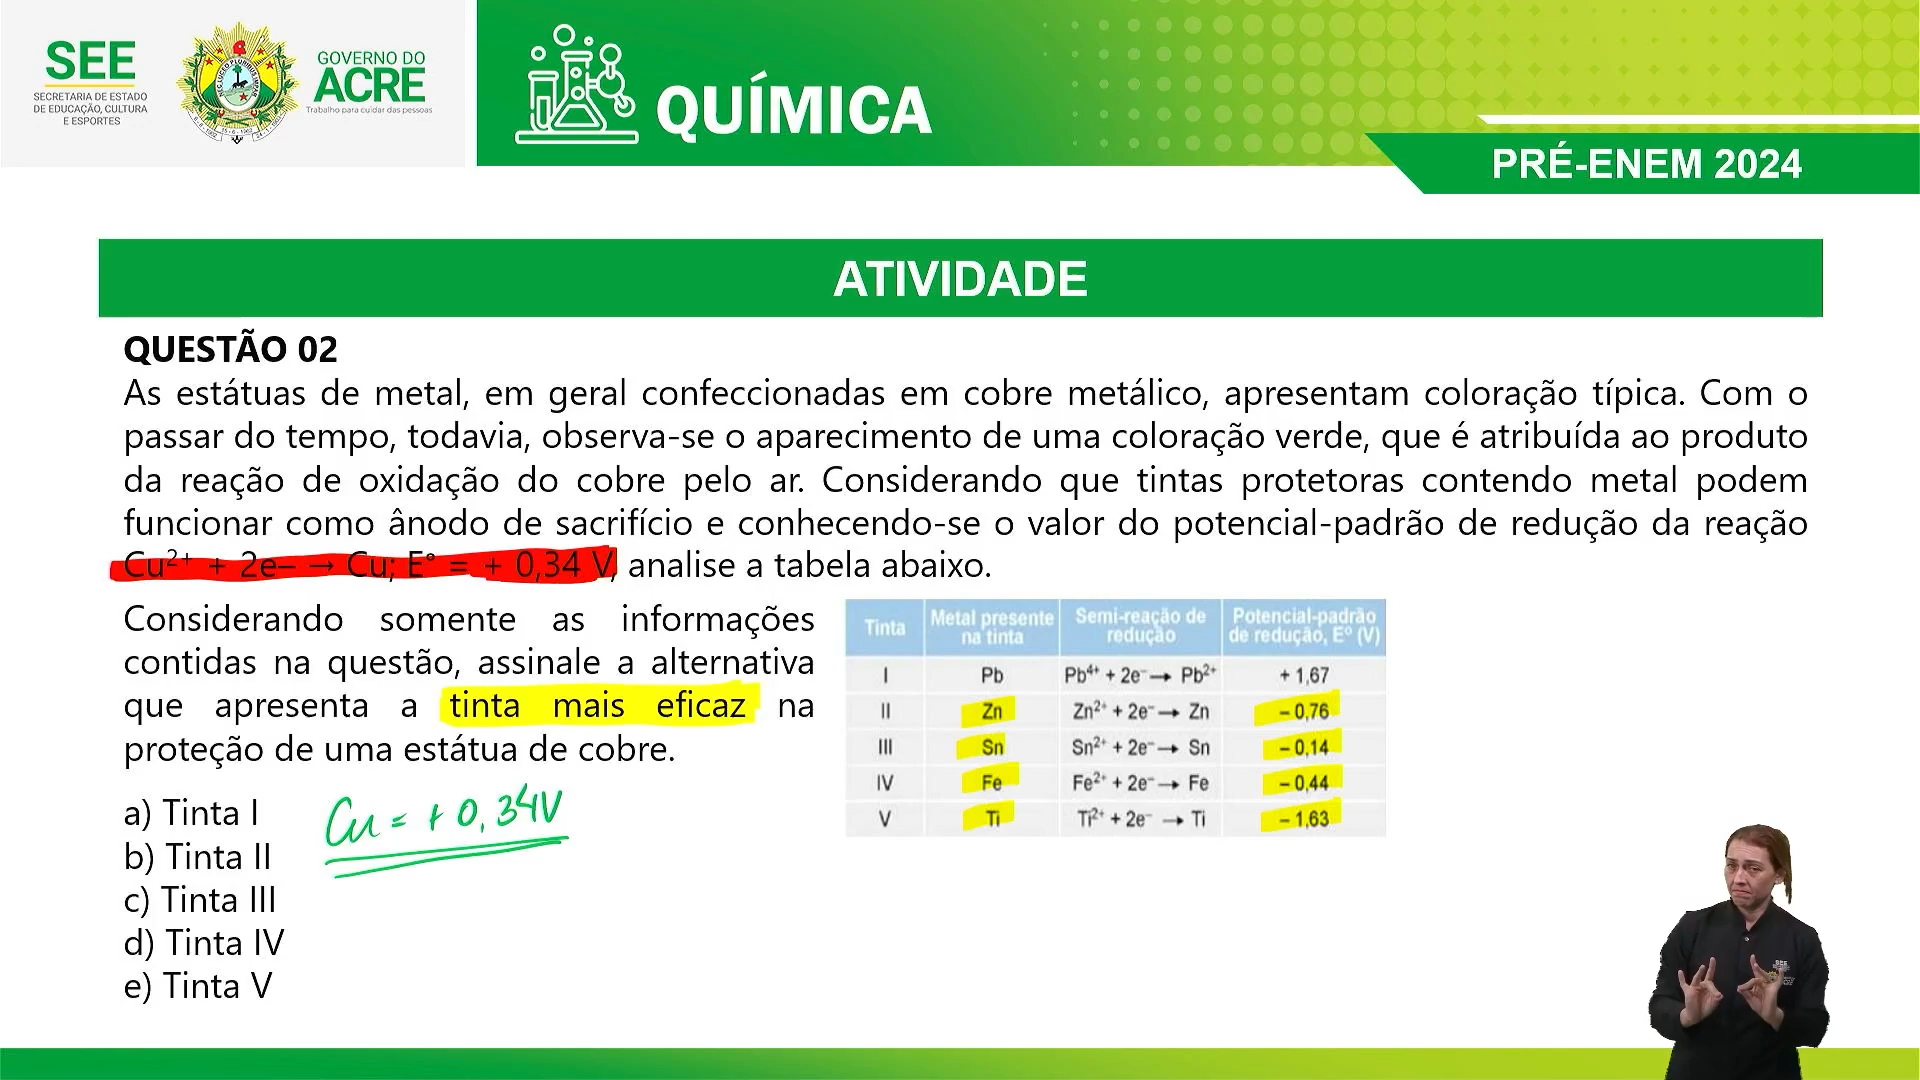 SEE
SECRETARIA DE ESTADO
DE EDUCAÇÃO, CULTURA
E ESPORTES
GOVERNO DO
ACRE
Trabalho para cuidar das pessoas
QUÍMICA
PRÉ-ENEM 2024
ATIVIDADE
QUESTÃO 02
As estátuas de metal, em geral confeccionadas em cobre metálico, apresentam coloração típica. Com o
passar do tempo, todavia, observa-se o aparecimento de uma coloração verde, que é atribuída ao produto
da reação de oxidação do cobre pelo ar. Considerando que tintas protetoras contendo metal podem
funcionar como ânodo de sacrifício e conhecendo-se o valor do potencial-padrão de redução da reação
Cu²⁺ + 2e– → Cu; E° = + 0,34 V, analise a tabela abaixo.
Considerando somente as informações
contidas na questão, assinale a alternativa
que apresenta a tinta mais eficaz na
proteção de uma estátua de cobre.
a) Tinta I
b) Tinta II
c) Tinta III
d) Tinta IV
e) Tinta V
Cu = + 0,34V
Tinta Metal presente na tinta Semi-reação de redução Potencial-padrão de redução, E° (V)
I Pb Pb⁴⁺ + 2e⁻ → Pb²⁺ + 1,67
II Zn Zn²⁺ + 2e⁻ → Zn – 0,76
III Sn Sn²⁺ + 2e⁻ → Sn – 0,14
IV Fe Fe²⁺ + 2e⁻ → Fe – 0,44
V Ti Ti²⁺ + 2e⁻ → Ti – 1,63